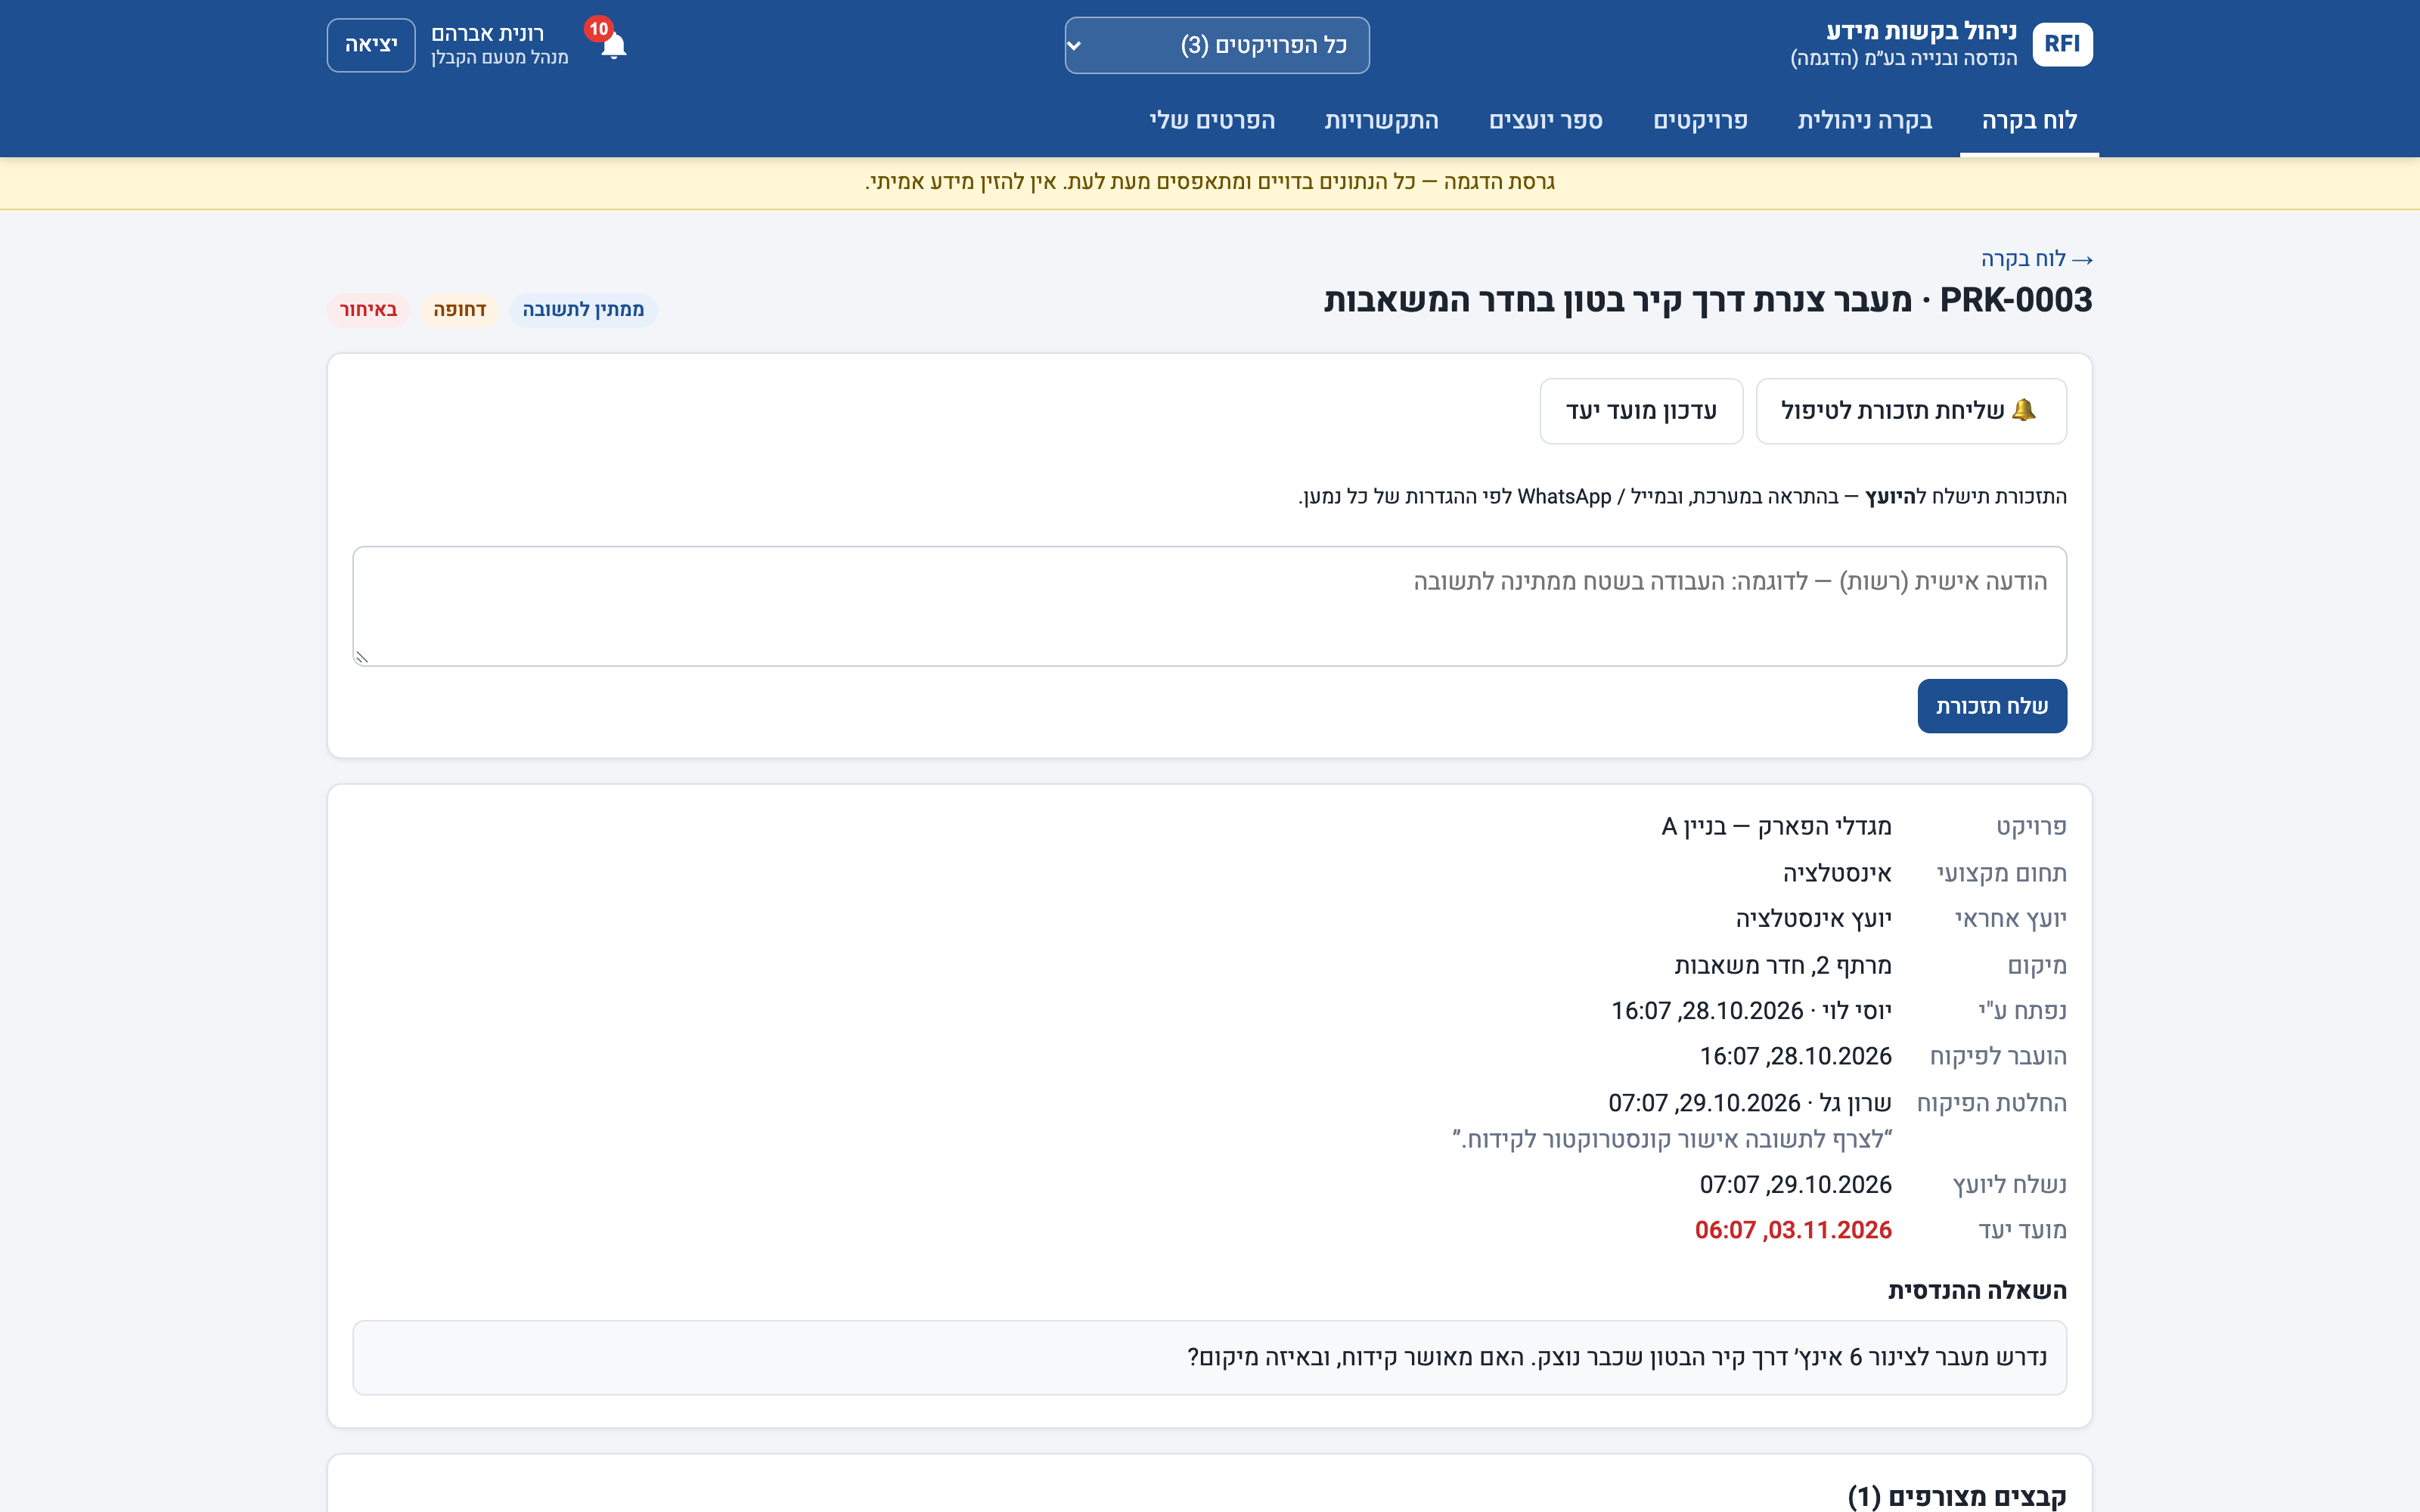 RFI
ניהול בקשות מידע
הנדסה ובנייה בע״מ (הדגמה)
כל הפרויקטים (3)
10
רונית אברהם
מנהל מטעם הקבלן
יציאה
לוח בקרה
בקרה ניהולית
פרויקטים
ספר יועצים
התקשרויות
הפרטים שלי
גרסת הדגמה — כל הנתונים בדויים ומתאפסים מעת לעת. אין להזין מידע אמיתי.
→ לוח בקרה
PRK-0003 · מעבר צנרת דרך קיר בטון בחדר המשאבות
ממתין לתשובה
דחופה
באיחור
🔔 שליחת תזכורת לטיפול
עדכון מועד יעד
התזכורת תישלח להיועץ — בהתראה במערכת, ובמייל / WhatsApp לפי ההגדרות של כל נמען.
הודעה אישית (רשות) — לדוגמה: העבודה בשטח ממתינה לתשובה
שלח תזכורת
פרויקט מגדלי הפארק — בניין A
תחום מקצועי אינסטלציה
יועץ אחראי יועץ אינסטלציה
מיקום מרתף 2, חדר משאבות
נפתח ע"י יוסי לוי · 28.10.2026, 16:07
הועבר לפיקוח 28.10.2026, 16:07
החלטת הפיקוח שרון גל · 29.10.2026, 07:07
“לצרף לתשובה אישור קונסטרוקטור לקידוח.”
נשלח ליועץ 29.10.2026, 07:07
מועד יעד 03.11.2026, 06:07
השאלה ההנדסית
נדרש מעבר לצינור 6 אינץ׳ דרך קיר הבטון שכבר נוצק. האם מאושר קידוח, ובאיזה מיקום?
קבצים מצורפים (1)